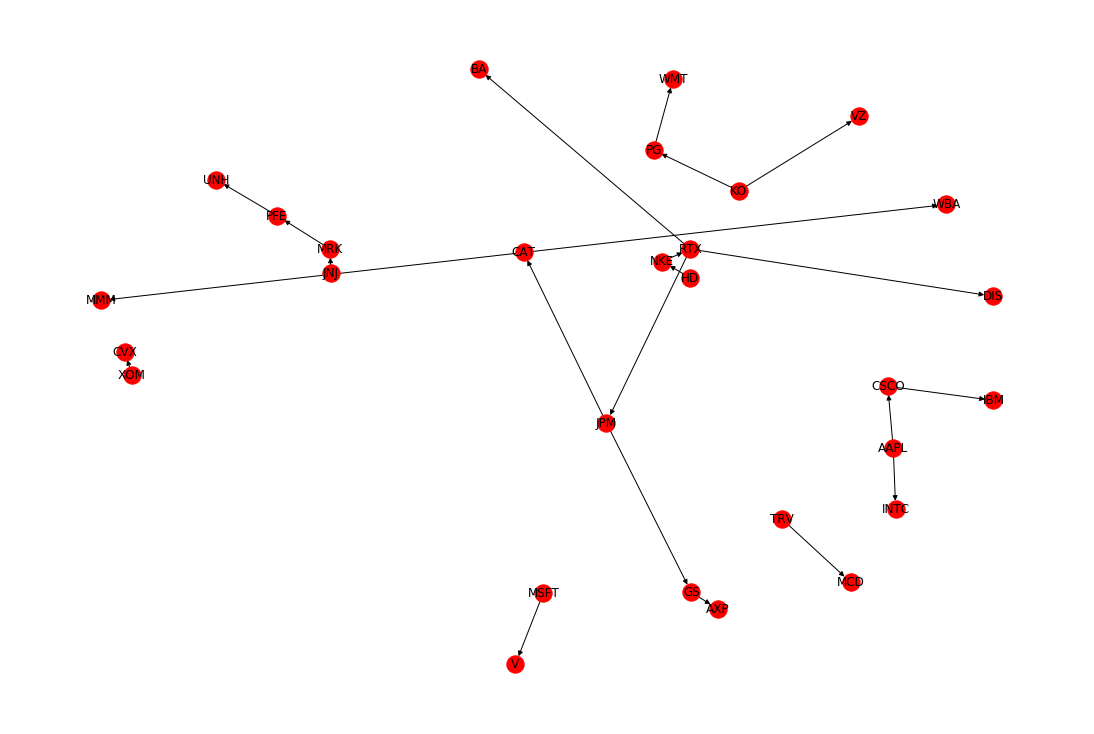 BA
WMT
VZ
PG
UNH
KO
WBA
PFE
MRK
CAT
RTX
NKE
JNJ
HD
MMM
DIS
CVX
XOM
CSCO
IBM
JPM
AAPL
INTC
TRV
MCD
MSFT
GS
AXP
V